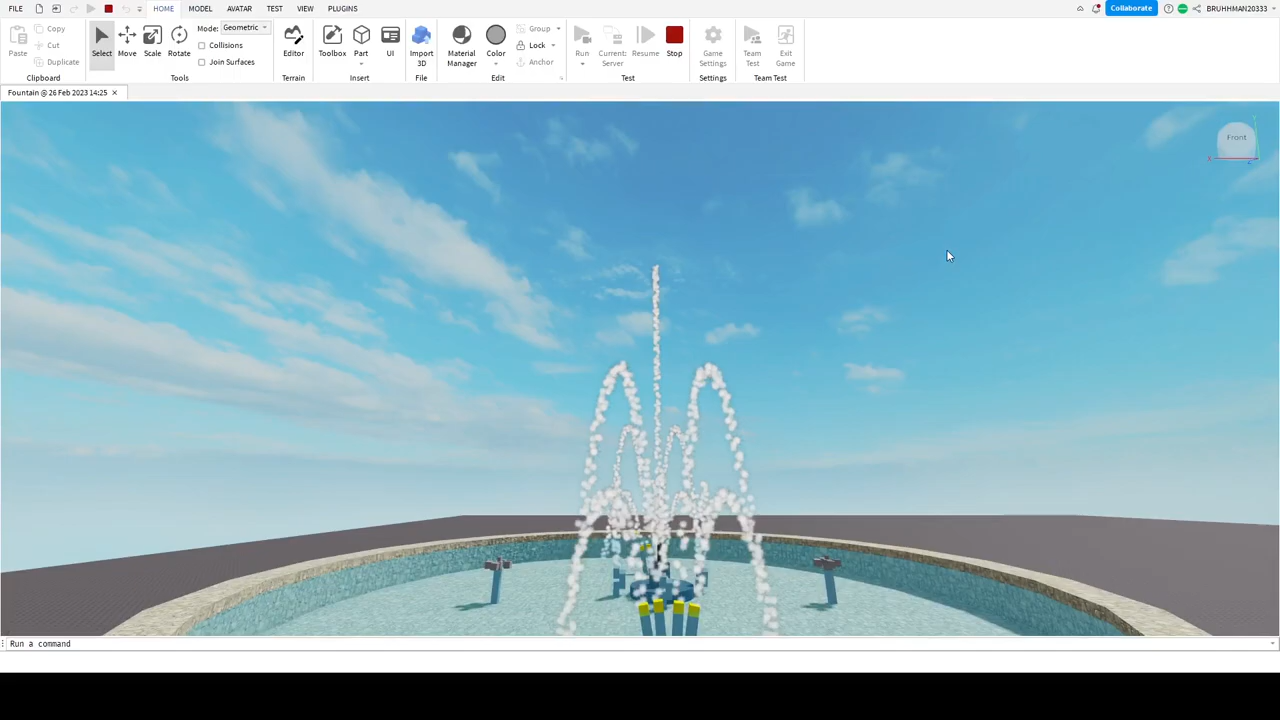 FILE HOME MODEL AVATAR TEST VIEW PLUGINS Collaborate BRUHHMAN20333
Paste Copy Cut Duplicate
Clipboard
Select Move Scale Rotate Mode: Geometric Collisions Join Surfaces
Tools
Editor
Terrain
Toolbox Part UI
Insert
Import 3D
File
Material Manager Color Group Lock Anchor
Edit
Run Current: Server Resume Stop
Test
Game Settings
Settings
Team Test Exit Game
Team Test
Fountain @ 26 Feb 2023 14:25
Front
Run a command